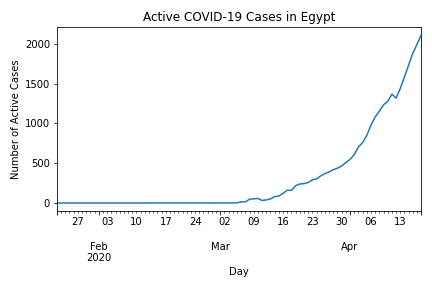 Active COVID-19 Cases in Egypt
Number of Active Cases
2000
1500
1000
500
0
27 03 10 17 24 02 09 16 23 30 06 13
Feb Mar Apr
2020
Day